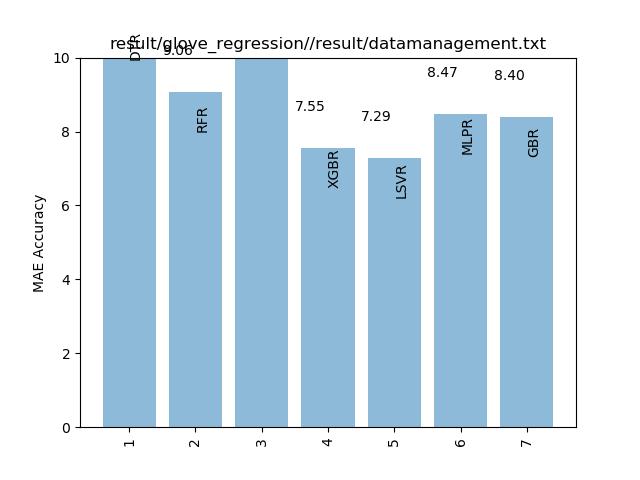 result/glove_regression//result/datamanagement.txt
DTR
9.06
8.47
8.40
7.55
7.29
RFR
XGBR
LSVR
MLPR
GBR
MAE Accuracy
10
8
6
4
2
0
1
2
3
4
5
6
7